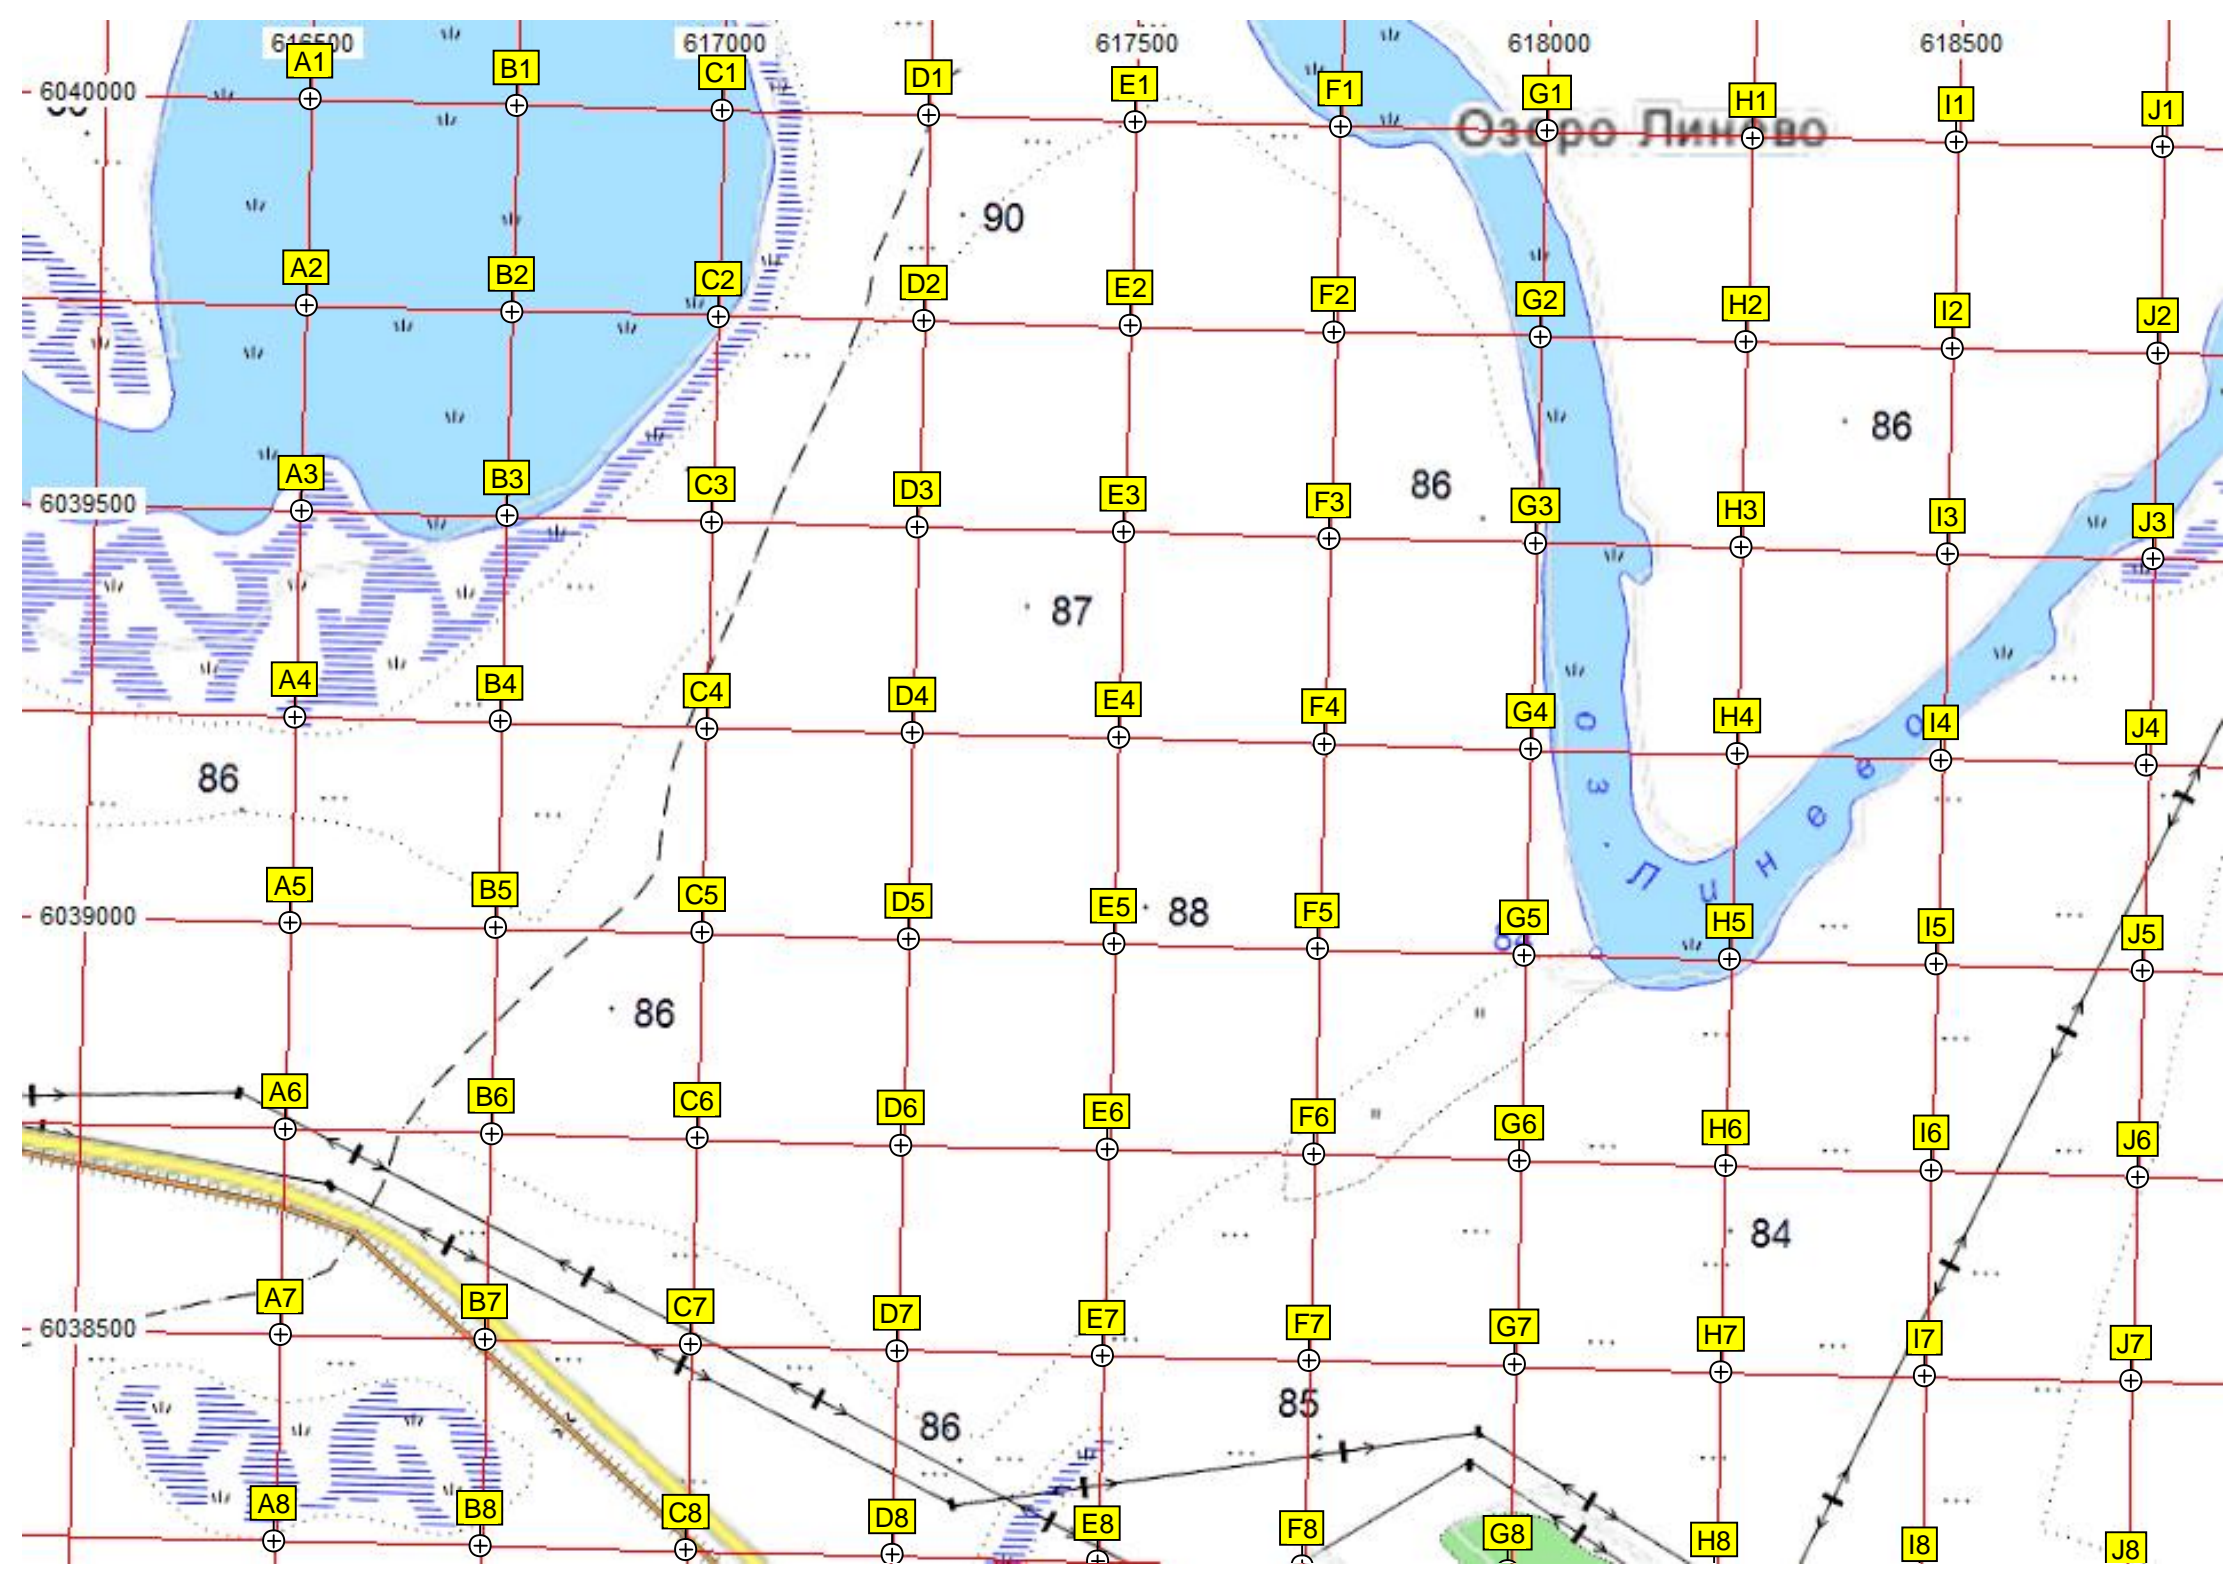 616500 617000 617500 618000 618500
A1 B1 C1 D1 E1 F1 G1 H1 I1 J1
6040000
Озеро Линево
90
A2 B2 C2 D2 E2 F2 G2 H2 I2 J2
86
86
A3 B3 C3 D3 E3 F3 G3 H3 I3 J3
6039500
87
A4 B4 C4 D4 E4 F4 G4 H4 I4 J4
86
оз. Линево
A5 B5 C5 D5 E5 F5 G5 H5 I5 J5
6039000
88
86
A6 B6 C6 D6 E6 F6 G6 H6 I6 J6
84
A7 B7 C7 D7 E7 F7 G7 H7 I7 J7
6038500
86
85
A8 B8 C8 D8 E8 F8 G8 H8 I8 J8